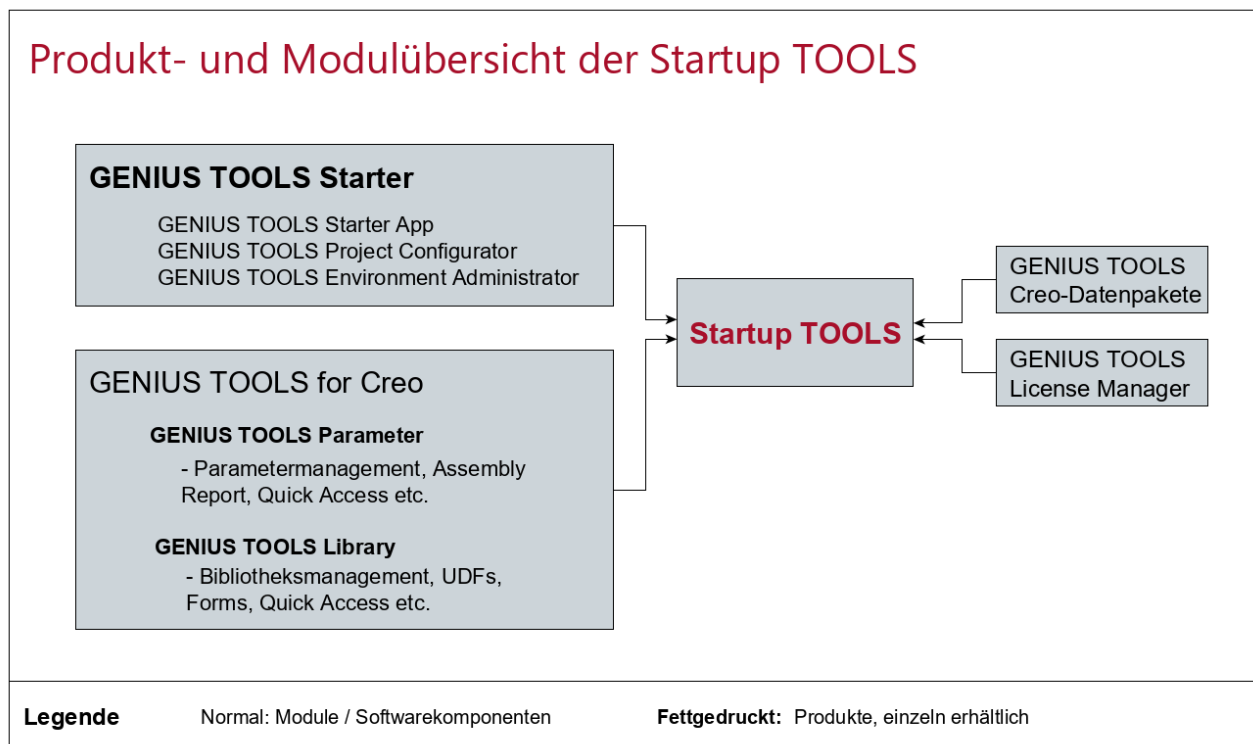 Produkt- und Modulübersicht der Startup TOOLS
GENIUS TOOLS Starter
GENIUS TOOLS Starter App
GENIUS TOOLS Project Configurator
GENIUS TOOLS Environment Administrator
GENIUS TOOLS for Creo
GENIUS TOOLS Parameter
- Parametermanagement, Assembly
Report, Quick Access etc.
GENIUS TOOLS Library
- Bibliotheksmanagement, UDFs,
Forms, Quick Access etc.
Startup TOOLS
GENIUS TOOLS
Creo-Datenpakete
GENIUS TOOLS
License Manager
Legende Normal: Module / Softwarekomponenten Fettgedruckt: Produkte, einzeln erhältlich